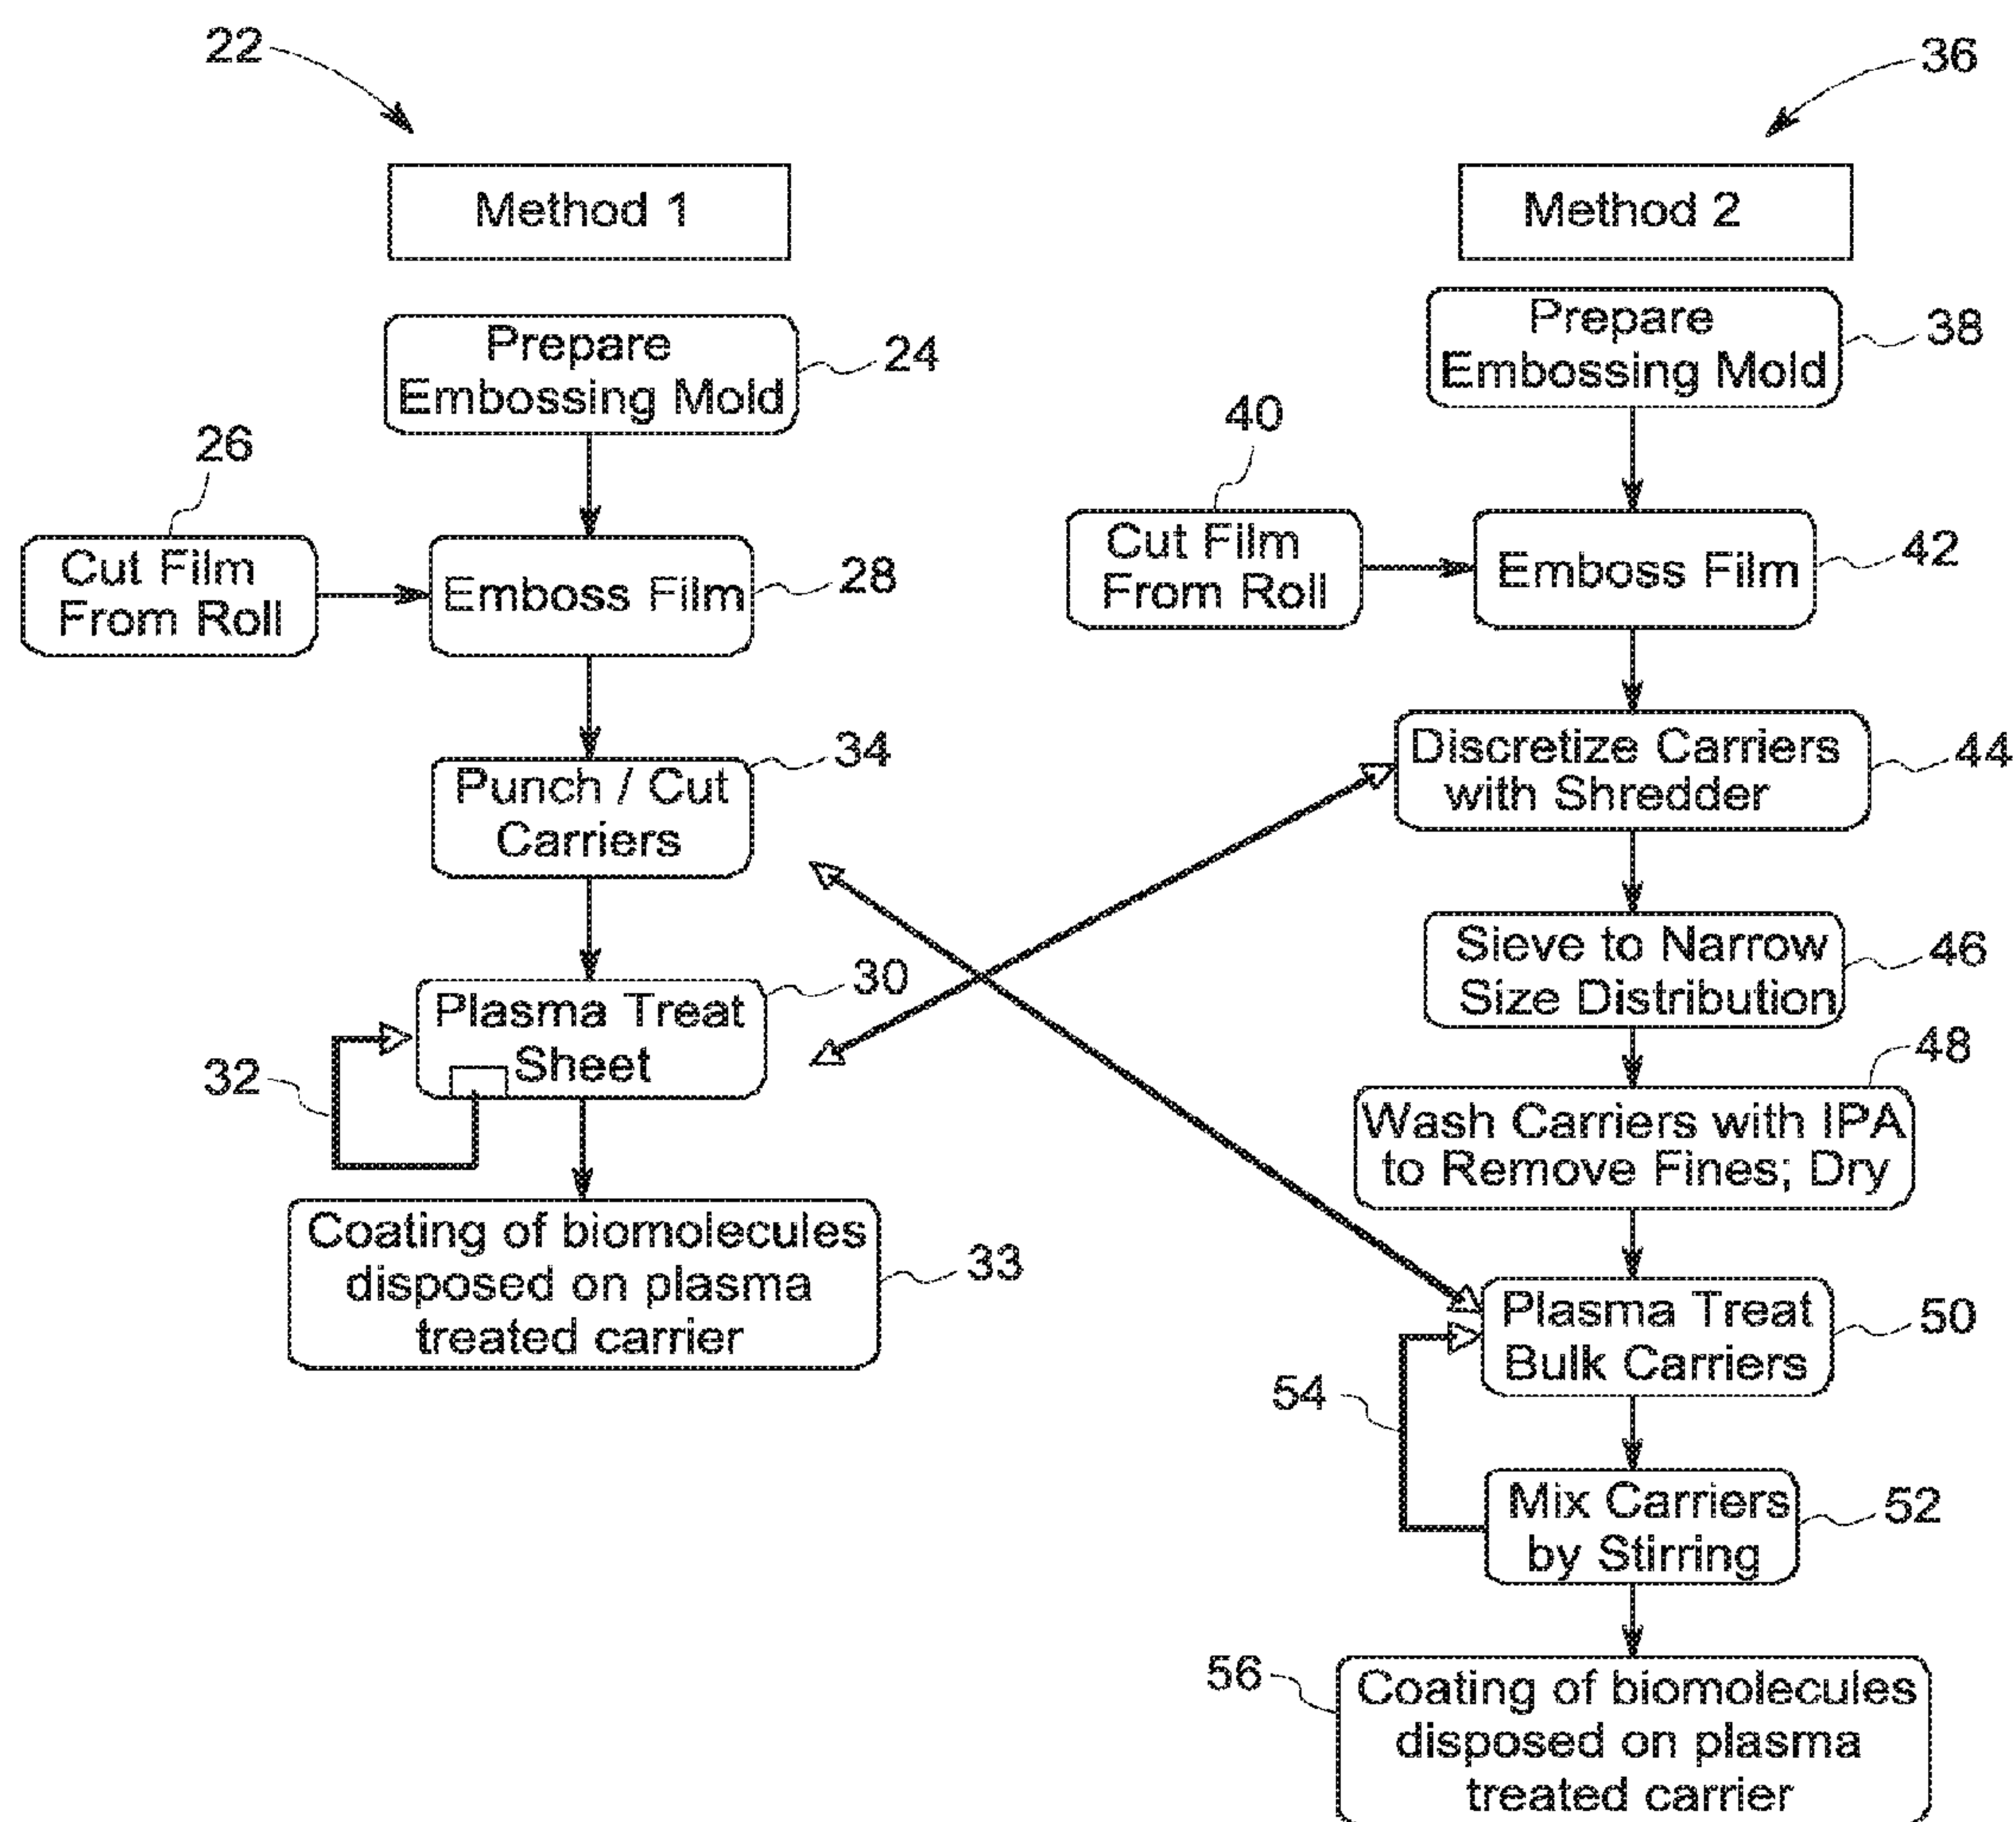 22
Method 1
Prepare
Embossing Mold
24
26
Cut Film
From Roll
Emboss Film
28
Punch / Cut
Carriers
34
Plasma Treat
Sheet
30
32
Coating of biomolecules
disposed on plasma
treated carrier
33
36
Method 2
Prepare
Embossing Mold
38
40
Cut Film
From Roll
Emboss Film
42
Discretize Carriers
with Shredder
44
Sieve to Narrow
Size Distribution
46
48
Wash Carriers with IPA
to Remove Fines; Dry
Plasma Treat
Bulk Carriers
50
54
Mix Carriers
by Stirring
52
56
Coating of biomolecules
disposed on plasma
treated carrier